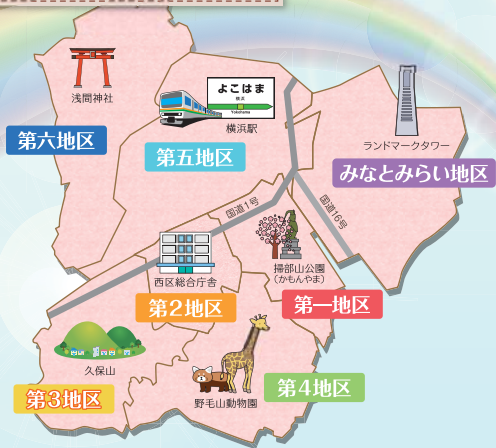 浅間神社
第六地区
よこはま
横浜
Yokohama
横浜駅
第五地区
ランドマークタワー
みなとみらい地区
国道1号
国道16号
西区総合庁舎
第2地区
掃部山公園
(かもんやま)
第一地区
久保山
第3地区
野毛山動物園
第4地区